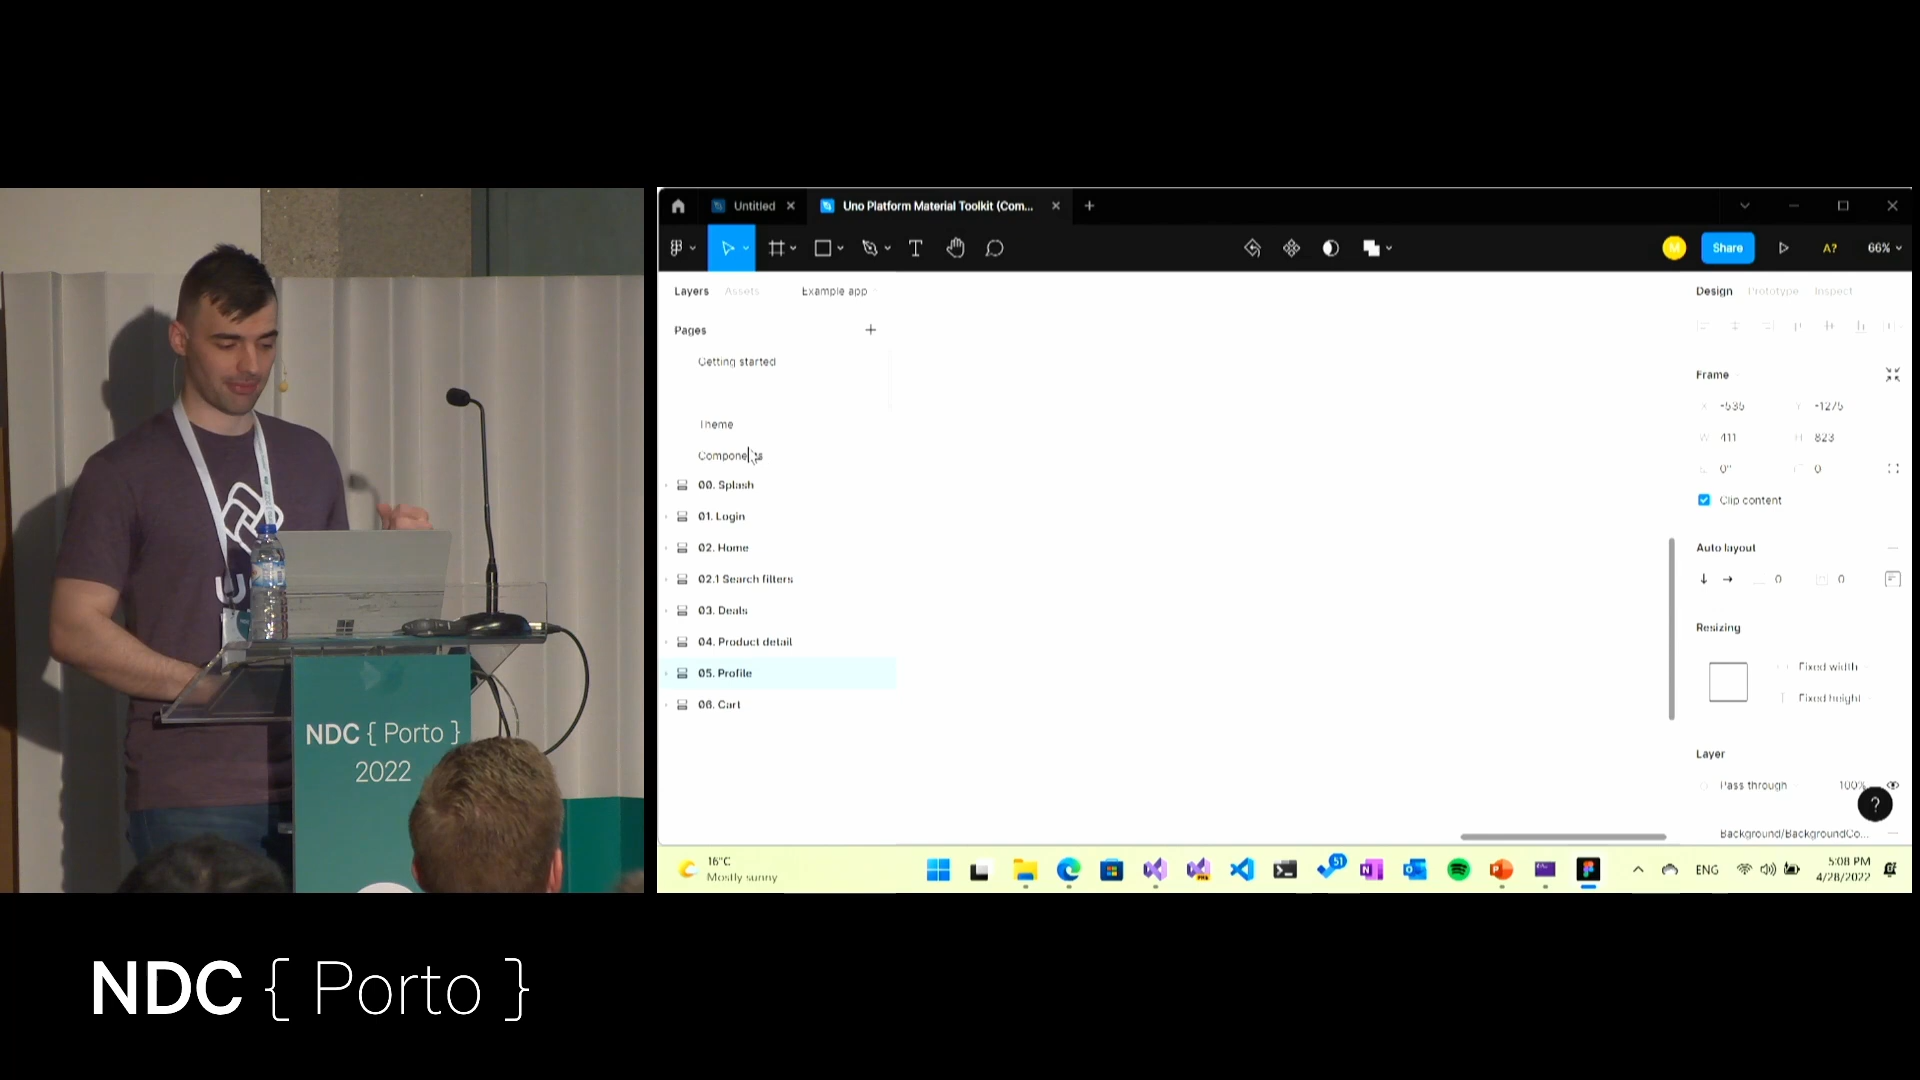 Untitled
Uno Platform Material Toolkit (Com...
Share
A?
66%
Layers
Assets
Example app
Design
Prototype
Inspect
Pages
Getting started
Theme
Components
00. Splash
01. Login
02. Home
02.1 Search filters
03. Deals
04. Product detail
05. Profile
06. Cart
Frame
X -535
Y -1275
W 411
H 823
0°
0
Clip content
Auto layout
0
0
Resizing
Fixed width
Fixed height
Layer
Pass through
100%
?
Background/BackgroundCo...
16°C
Mostly sunny
51
ENG
5:08 PM
4/28/2022
NDC { Porto }
2022
NDC { Porto }